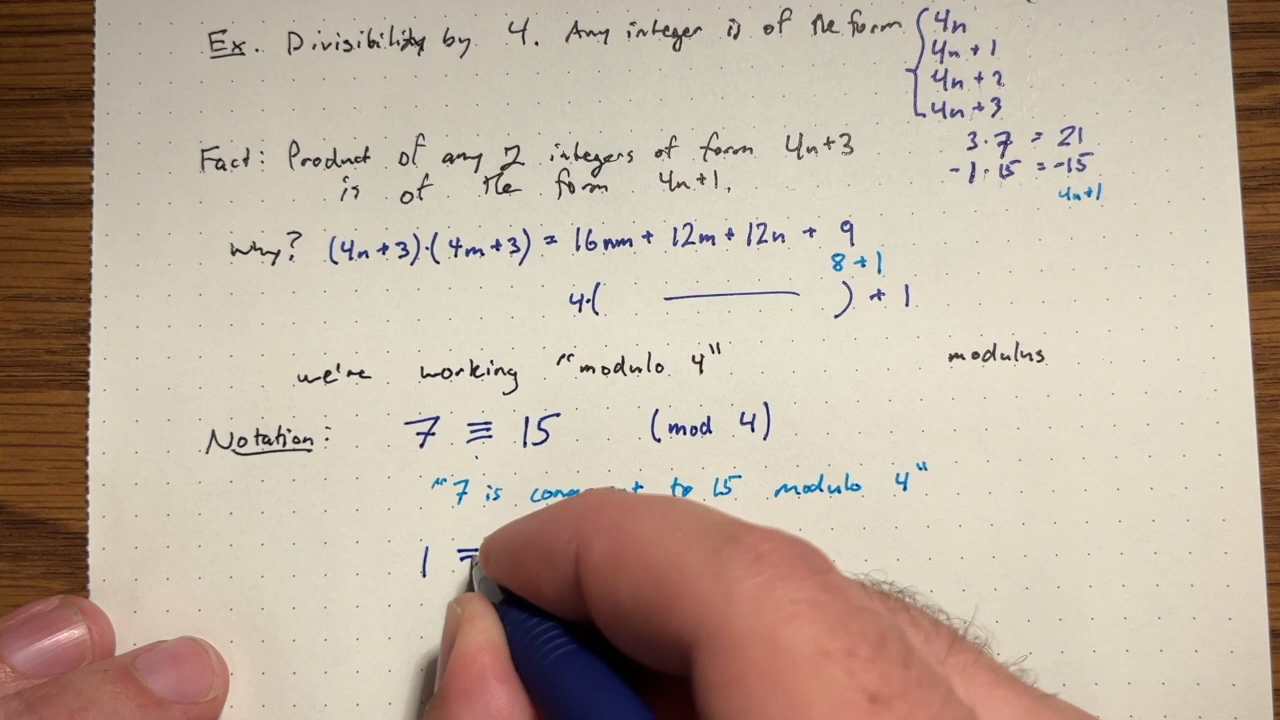 Ex. Divisibility by 4. Any integer is of the form { 4n
4n + 1
4n + 2
4n + 3
Fact: Product of any 2 integers of form 4n+3
is of the form 4n+1.
3·7 = 21
-1·15 = -15
4n+1
Why? (4n+3)·(4m+3) = 16nm + 12m + 12n + 9
8 + 1
4·( ——— ) + 1
we're working "modulo 4"
modulus
Notation: 7 ≡ 15 (mod 4)
"7 is to 15 modulo 4"
1 ≡